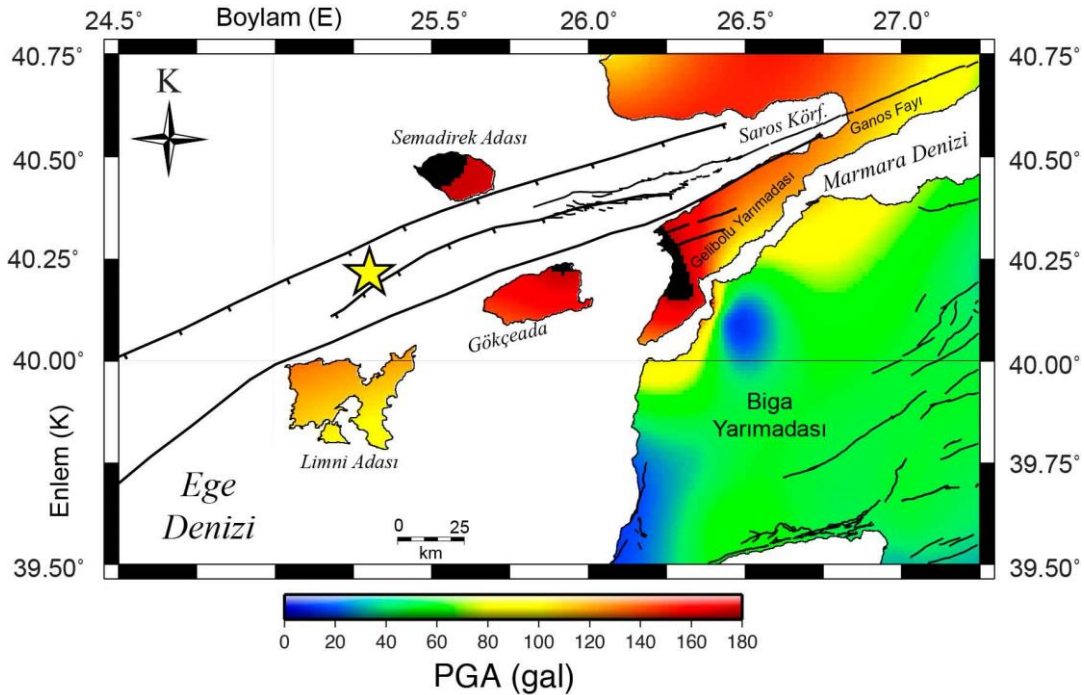 24.5° Boylam (E) 25.5° 26.0° 26.5° 27.0°
40.75° 40.75°
K
Saros Körf.
Ganos Fayı
Semadirek Adası
40.50° 40.50°
Marmara Denizi
Gelibolu Yarımadası
40.25° 40.25°
Gökçeada
40.00° 40.00°
Biga
Yarımadası
Limni Adası
39.75° 39.75°
Enlem (K)
Ege
Denizi
0 25
km
39.50° 39.50°
0 20 40 60 80 100 120 140 160 180
PGA (gal)